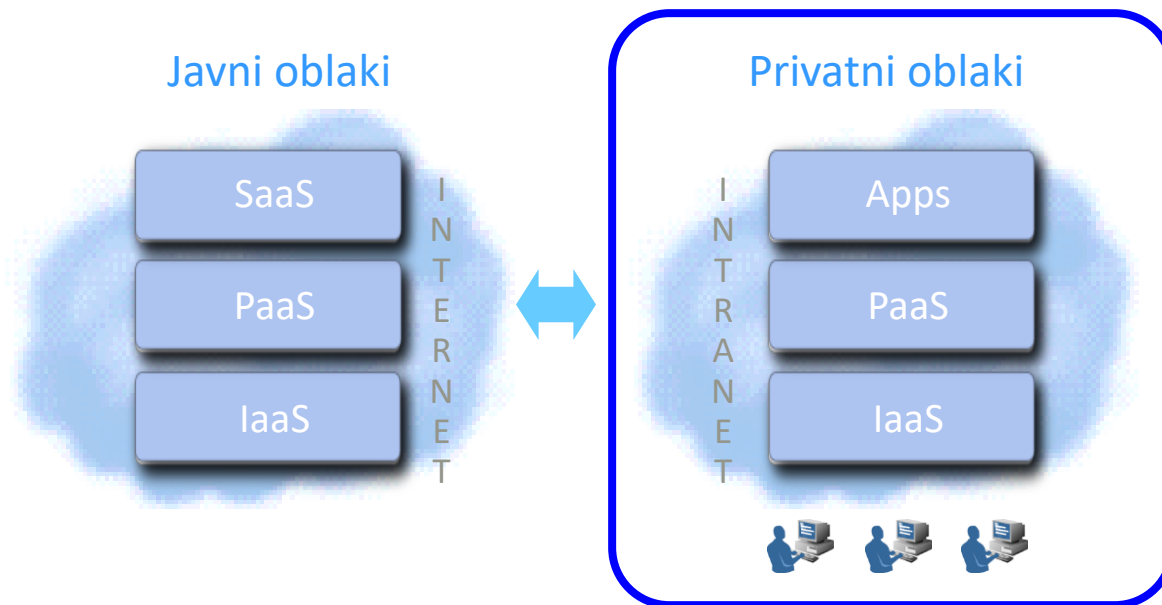 Javni oblaki
SaaS
PaaS
IaaS
INTERNET
Privatni oblaki
INTRANET
Apps
PaaS
IaaS